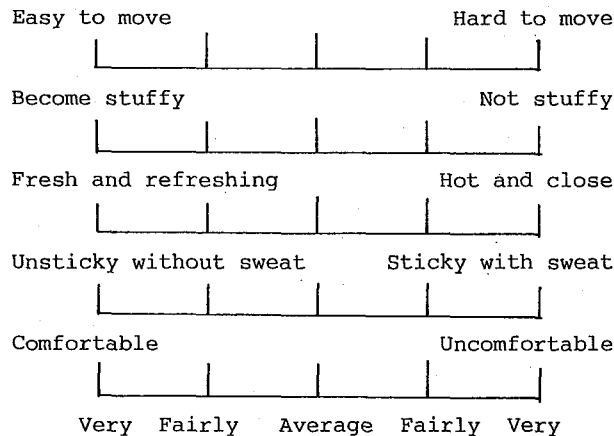 Easy to move Hard to move
Become stuffy Not stuffy
Fresh and refreshing Hot and close
Unsticky without sweat Sticky with sweat
Comfortable Uncomfortable
Very Fairly Average Fairly Very